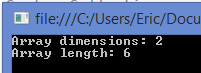 file:///C:/Users/Eric/Docu
Array dimensions: 2
Array length: 6